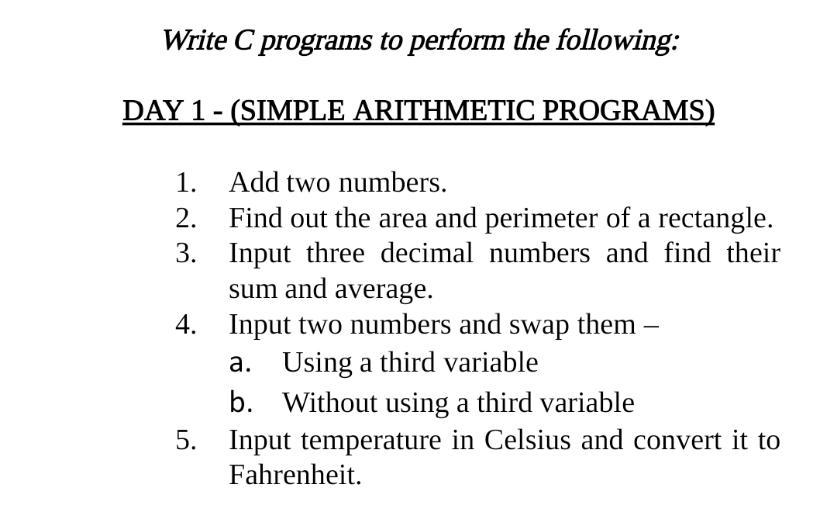 Write C programs to perform the following:
DAY 1 - (SIMPLE ARITHMETIC PROGRAMS)
1. Add two numbers.
2. Find out the area and perimeter of a rectangle.
3. Input three decimal numbers and find their
sum and average.
4. Input two numbers and swap them –
a. Using a third variable
b. Without using a third variable
5. Input temperature in Celsius and convert it to
Fahrenheit.